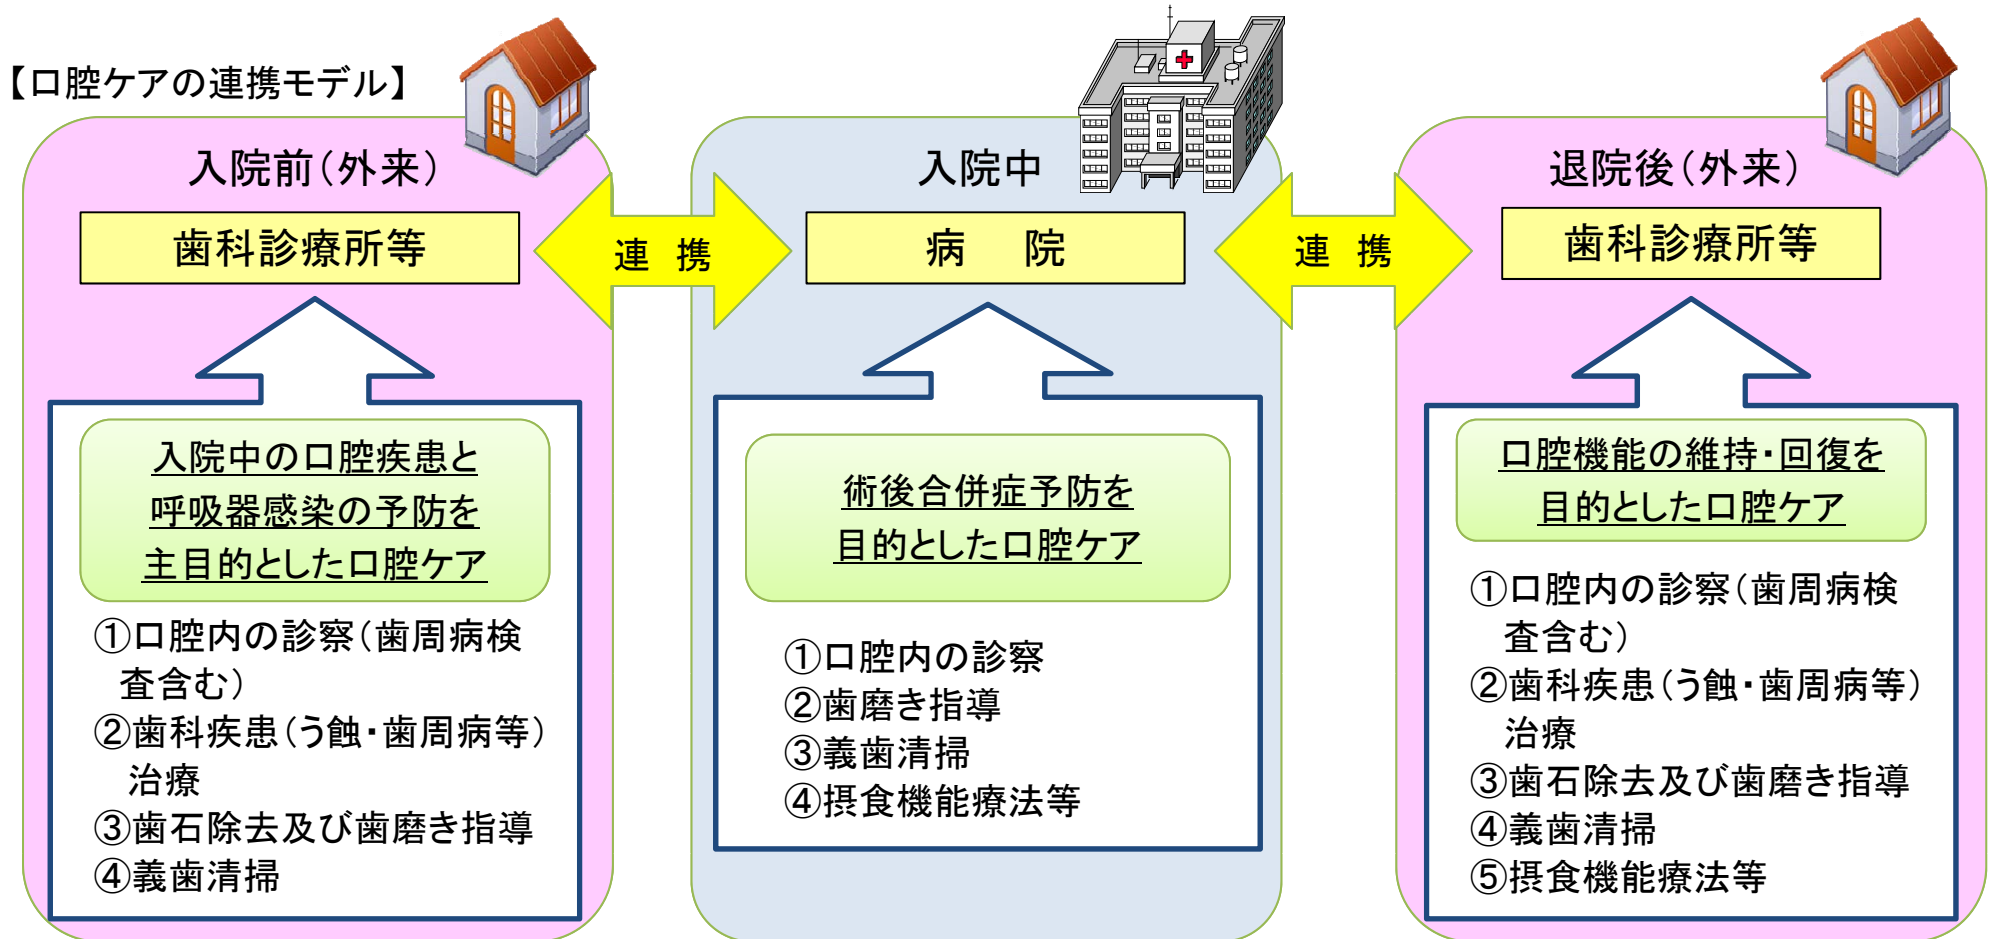 【口腔ケアの連携モデル】
入院前(外来)
歯科診療所等
入院中の口腔疾患と
呼吸器感染の予防を
主目的とした口腔ケア
①口腔内の診察(歯周病検
査含む)
②歯科疾患(う蝕・歯周病等)
治療
③歯石除去及び歯磨き指導
④義歯清掃
連 携
入院中
病 院
術後合併症予防を
目的とした口腔ケア
①口腔内の診察
②歯磨き指導
③義歯清掃
④摂食機能療法等
連 携
退院後(外来)
歯科診療所等
口腔機能の維持・回復を
目的とした口腔ケア
①口腔内の診察(歯周病検
査含む)
②歯科疾患(う蝕・歯周病等)
治療
③歯石除去及び歯磨き指導
④義歯清掃
⑤摂食機能療法等